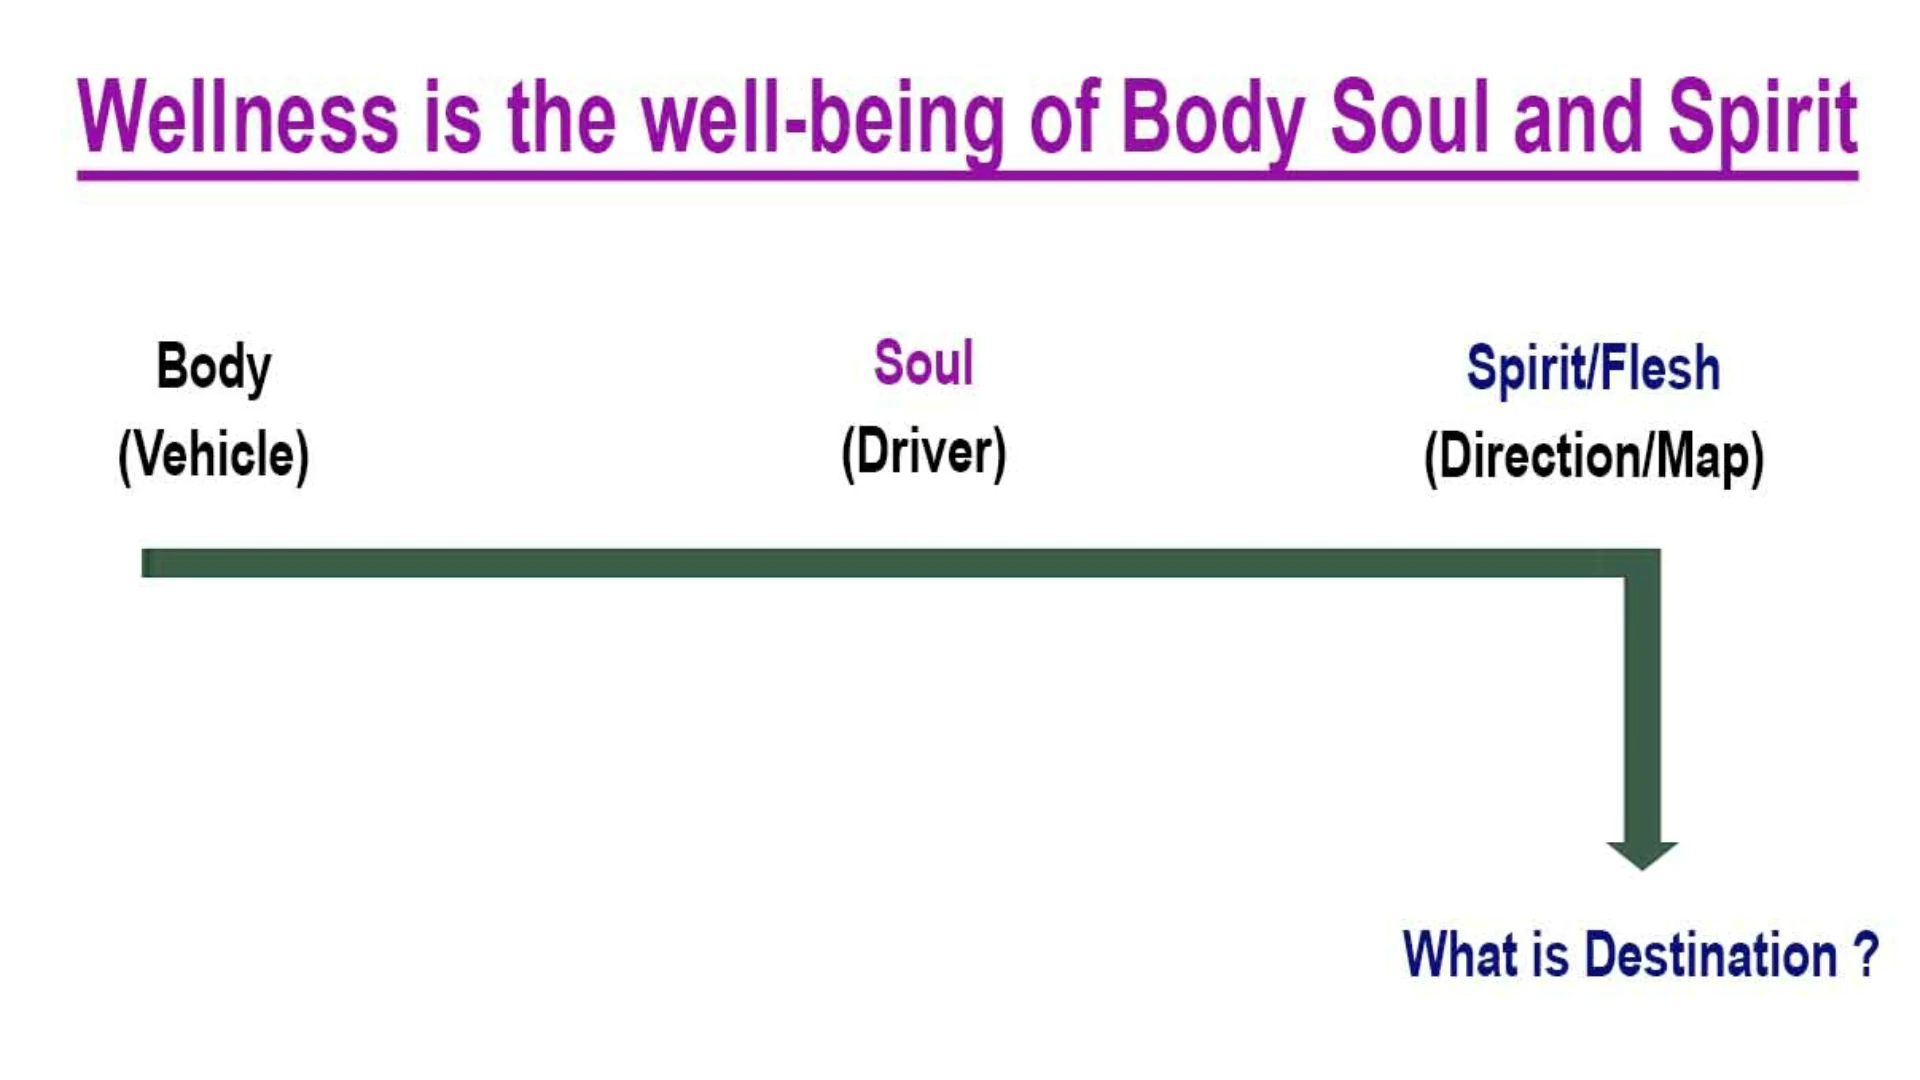 Wellness is the well-being of Body Soul and Spirit
Body
(Vehicle)
Soul
(Driver)
Spirit/Flesh
(Direction/Map)
What is Destination ?